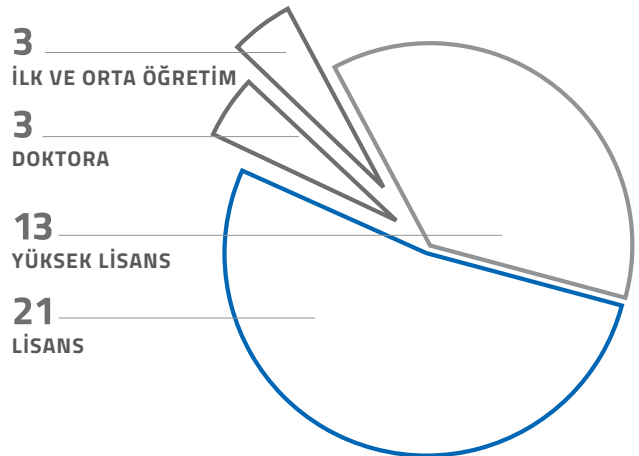 3
İLK VE ORTA ÖĞRETİM
3
DOKTORA
13
YÜKSEK LİSANS
21
LİSANS